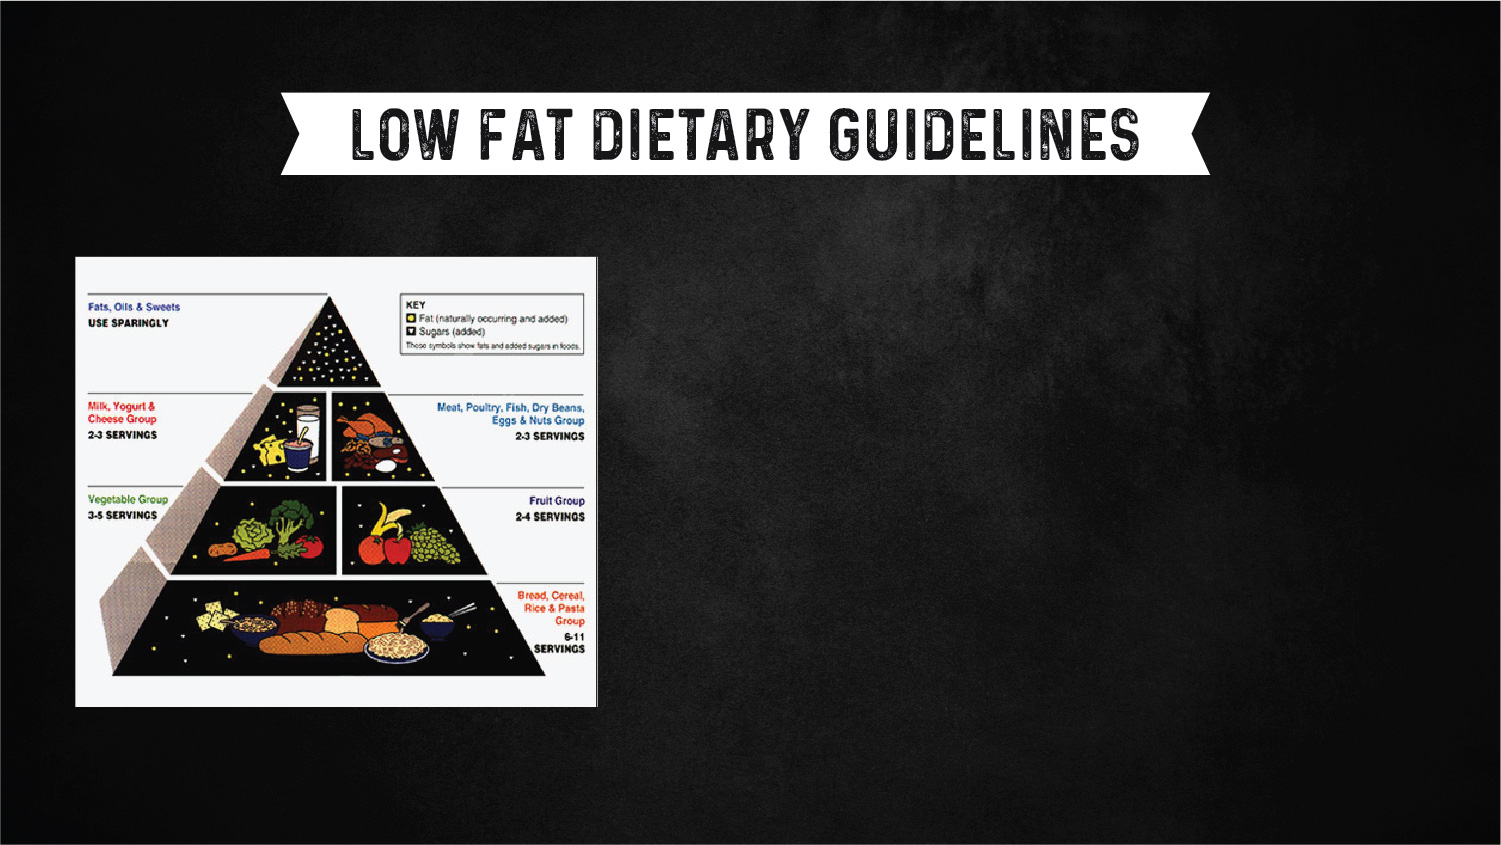 LOW FAT DIETARY GUIDELINES
Fats, Oils & Sweets
USE SPARINGLY
KEY
Fat (naturally occurring and added)
Sugars (added)
These symbols show fats and added sugars in foods.
Milk, Yogurt &
Cheese Group
2-3 SERVINGS
Meat, Poultry, Fish, Dry Beans,
Eggs & Nuts Group
2-3 SERVINGS
Vegetable Group
3-5 SERVINGS
Fruit Group
2-4 SERVINGS
Bread, Cereal,
Rice & Pasta
Group
6-11
SERVINGS